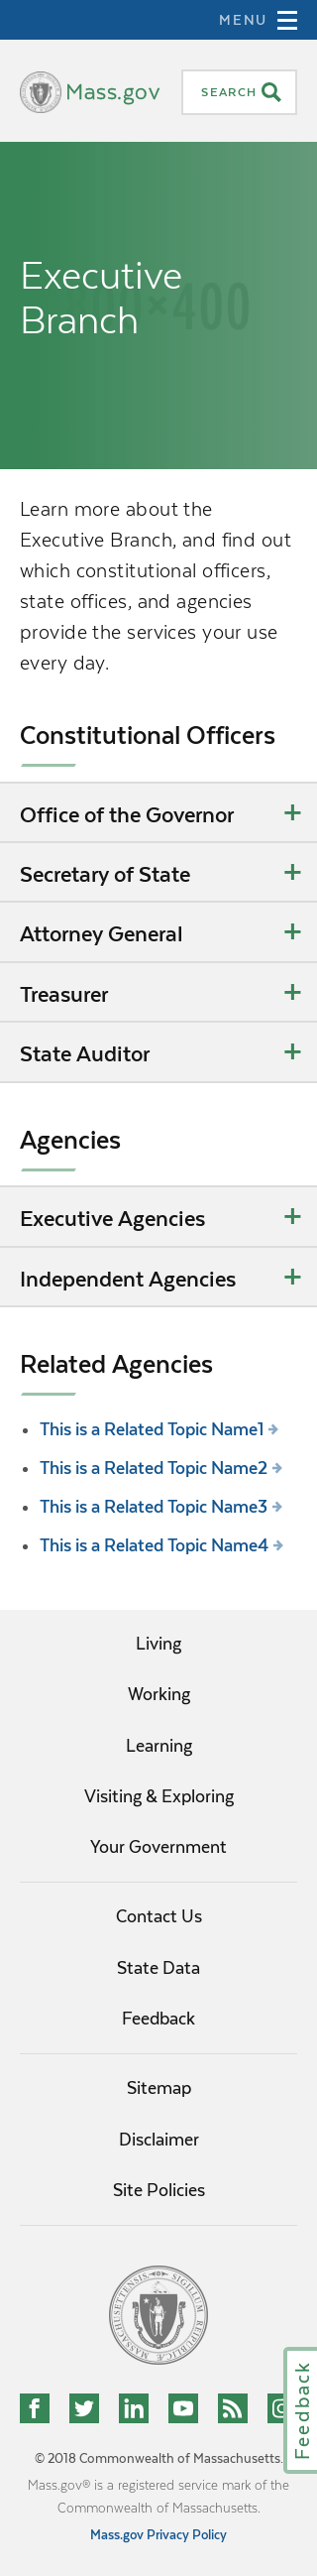 MENU
Mass.gov
SEARCH
Executive
Branch
×400
Learn more about the
Executive Branch, and find out
which constitutional officers,
state offices, and agencies
provide the services your use
every day.
Constitutional Officers
Office of the Governor
Secretary of State
Attorney General
Treasurer
State Auditor
Agencies
Executive Agencies
Independent Agencies
Related Agencies
This is a Related Topic Name1
This is a Related Topic Name2
This is a Related Topic Name3
This is a Related Topic Name4
Living
Working
Learning
Visiting & Exploring
Your Government
Contact Us
State Data
Feedback
Sitemap
Disclaimer
Site Policies
Feedback
© 2018 Commonwealth of Massachusetts.
Mass.gov® is a registered service mark of the
Commonwealth of Massachusetts.
Mass.gov Privacy Policy